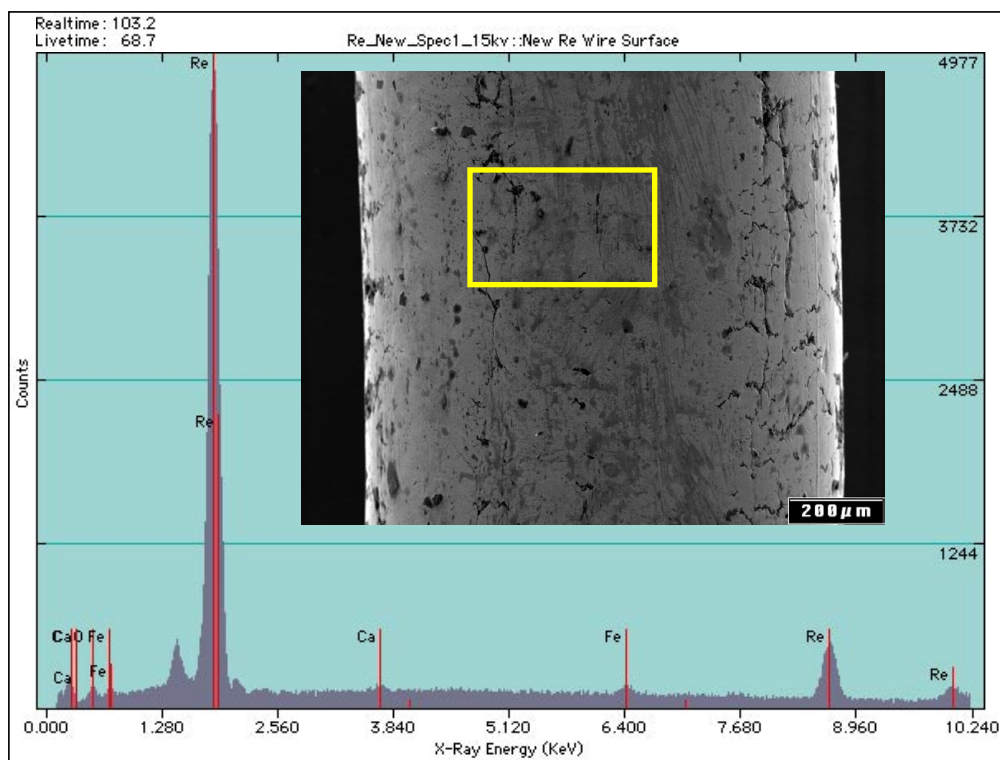 Realtime: 103.2
Livetime: 68.7
Re_New_Spec1_15kv::New Re Wire Surface
Re
4977
3732
Counts
2488
Re
200µm
1244
CaO Fe
Ca
Fe
Re
Ca
Fe
Re
0.000 1.280 2.560 3.840 5.120 6.400 7.680 8.960 10.240
X-Ray Energy (KeV)